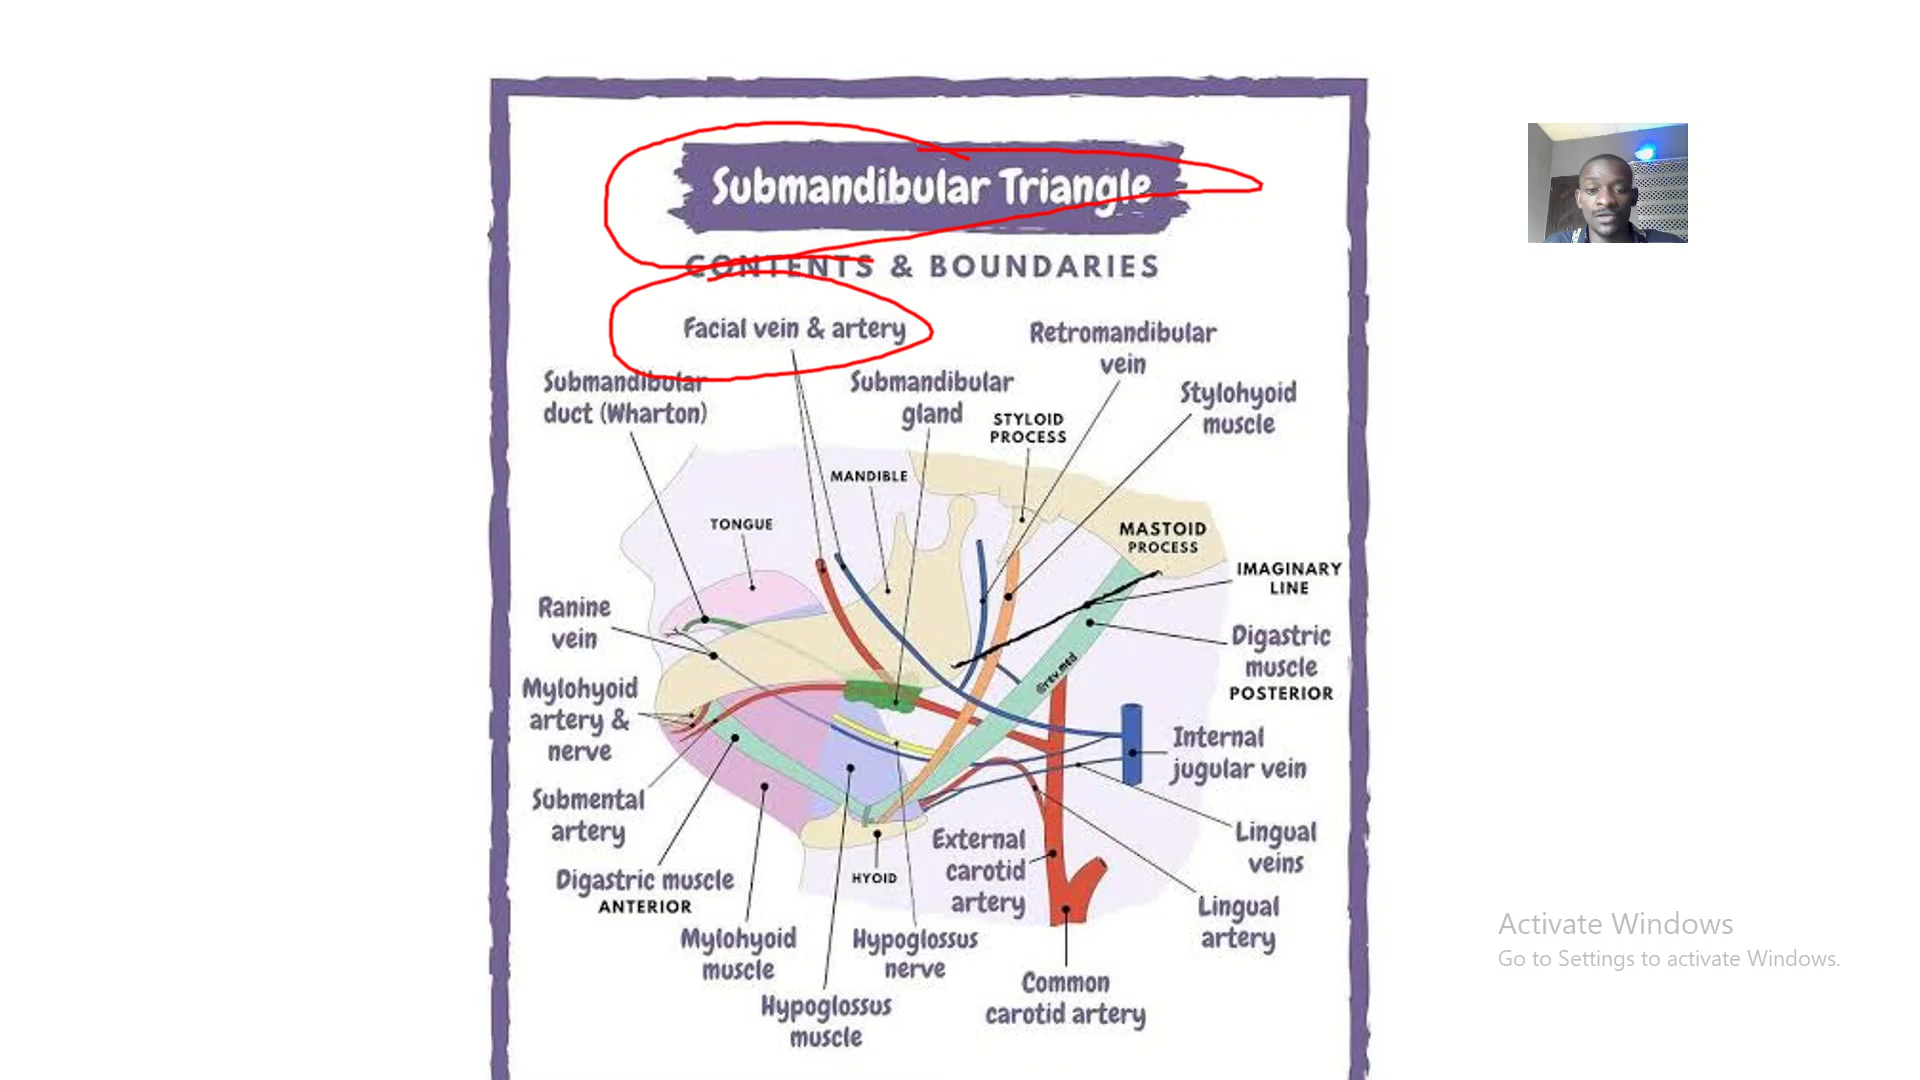 Submandibular Triangle
CONTENTS & BOUNDARIES
Facial vein & artery
Retromandibular
vein
Submandibular
duct (Wharton)
Submandibular
gland
STYLOID
PROCESS
Stylohyoid
muscle
MANDIBLE
TONGUE
MASTOID
PROCESS
IMAGINARY
LINE
Ranine
vein
Digastric
muscle
POSTERIOR
@rev.med
Mylohyoid
artery &
nerve
Internal
jugular vein
Submental
artery
Lingual
veins
External
carotid
artery
HYOID
Digastric muscle
ANTERIOR
Lingual
artery
Mylohyoid
muscle
Hypoglossus
nerve
Common
carotid artery
Hypoglossus
muscle
Activate Windows
Go to Settings to activate Windows.